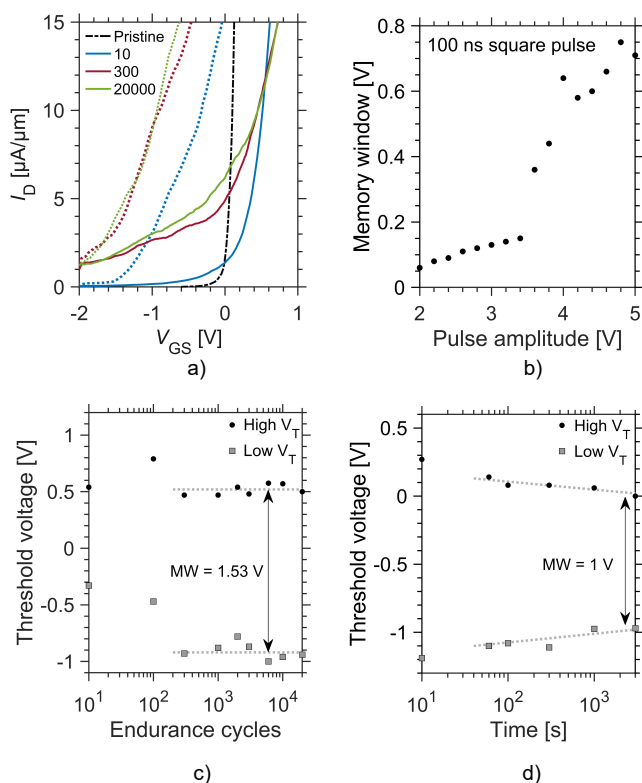 15
10
5
0
-2
-1
0
1
I_D [µA/µm]
V_GS [V]
Pristine
10
300
20000
a)
0.8
0.6
0.4
0.2
0
2
3
4
5
Memory window [V]
Pulse amplitude [V]
100 ns square pulse
b)
1
0.5
0
-0.5
-1
10^1
10^2
10^3
10^4
Threshold voltage [V]
Endurance cycles
High V_T
Low V_T
MW = 1.53 V
c)
0.5
0
-0.5
-1
10^1
10^2
10^3
Threshold voltage [V]
Time [s]
High V_T
Low V_T
MW = 1 V
d)